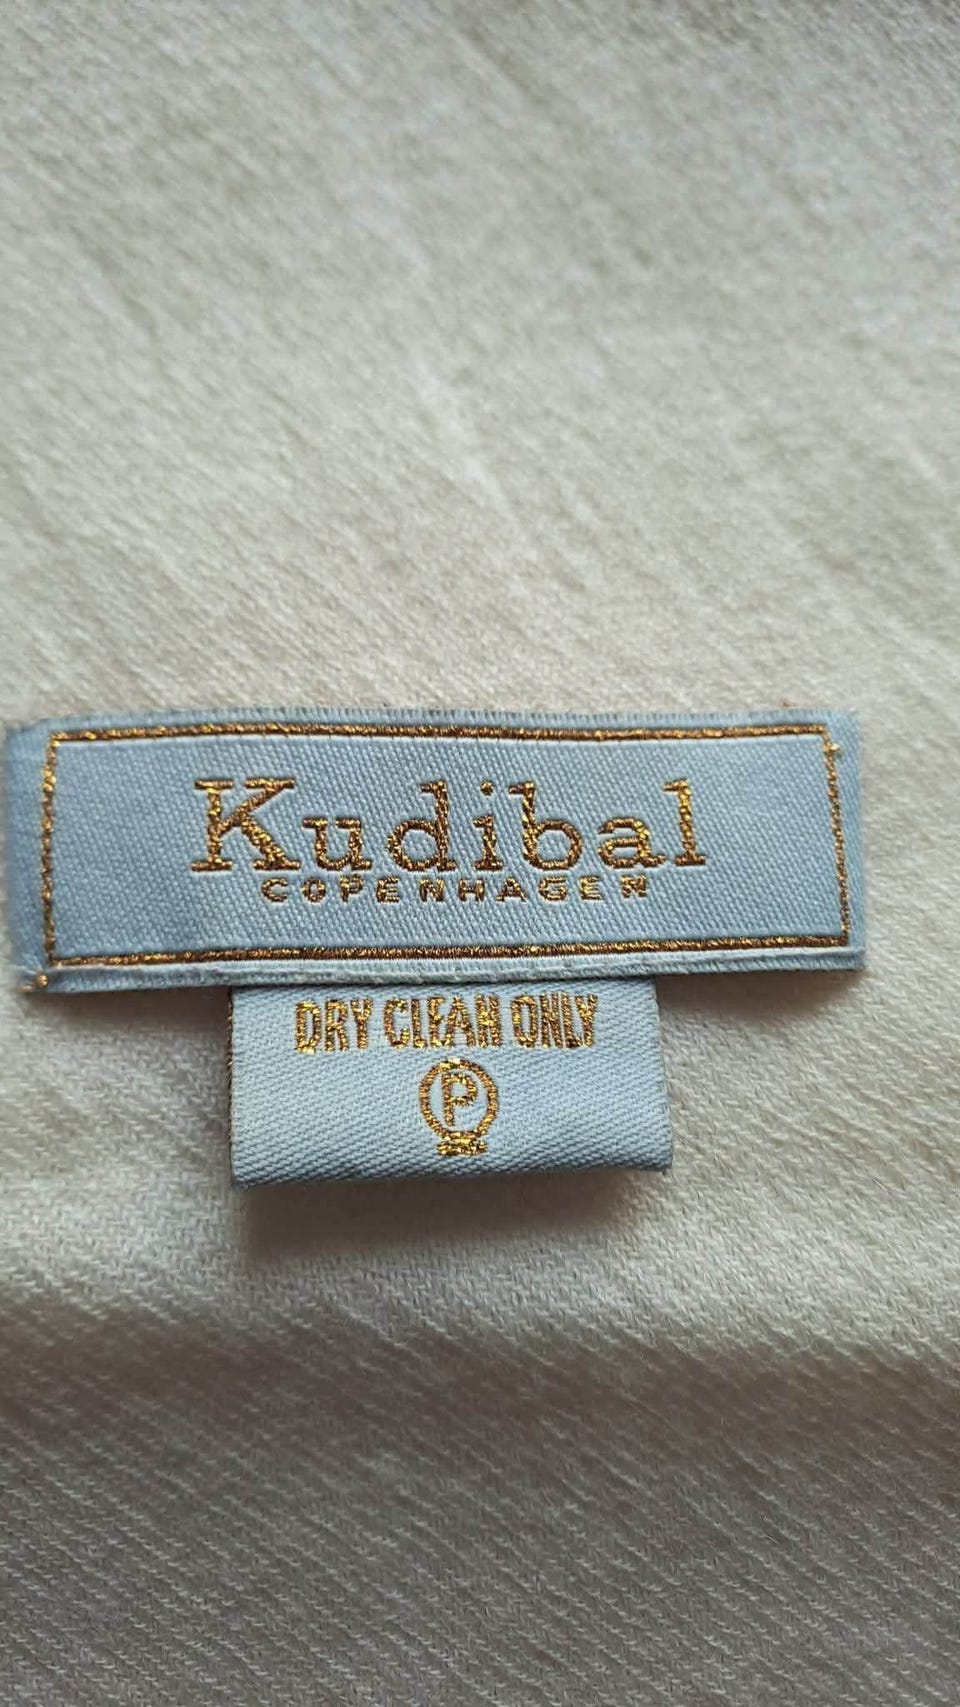 Kudibal
COPENHAGEN
DRY CLEAN ONLY
P